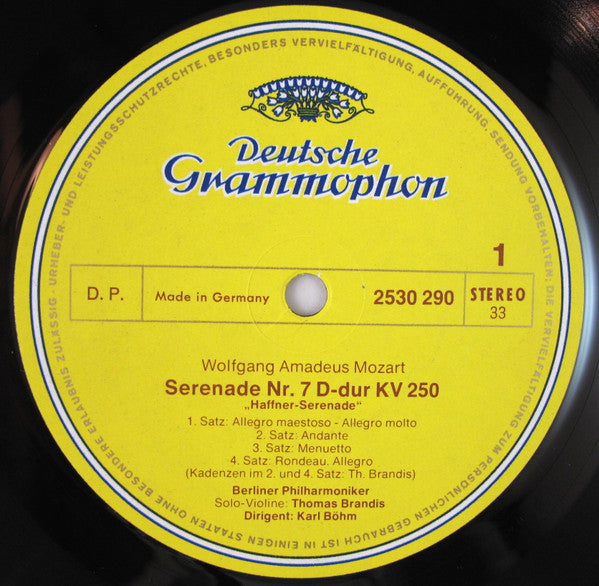 URHEBER- UND LEISTUNGSSCHUTZRECHTE, BESONDERS VERVIELFÄLTIGUNG, AUFFÜHRUNG, SENDUNG VORBEHALTEN; DIE VERVIELFÄLTIGUNG ZUM PERSÖNLICHEN GEBRAUCH IST IN EINIGEN STAATEN OHNE BESONDERE ERLAUBNIS ZULÄSSIG -
Deutsche
Grammophon
1
D. P. Made in Germany 2530 290 STEREO
33
Wolfgang Amadeus Mozart
Serenade Nr. 7 D-dur KV 250
„Haffner-Serenade“
1. Satz: Allegro maestoso - Allegro molto
2. Satz: Andante
3. Satz: Menuetto
4. Satz: Rondeau. Allegro
(Kadenzen im 2. und 4. Satz: Th. Brandis)
Berliner Philharmoniker
Solo-Violine: Thomas Brandis
Dirigent: Karl Böhm